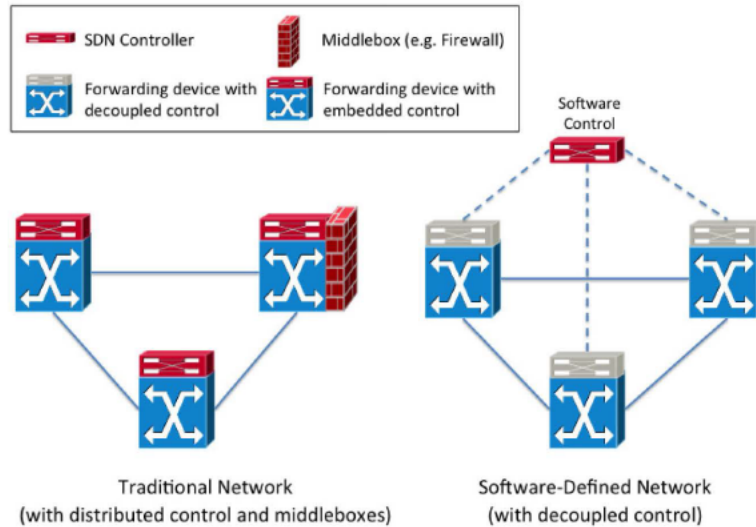 SDN Controller
Middlebox (e.g. Firewall)
Forwarding device with
decoupled control
Forwarding device with
embedded control
Software
Control
Traditional Network
(with distributed control and middleboxes)
Software-Defined Network
(with decoupled control)